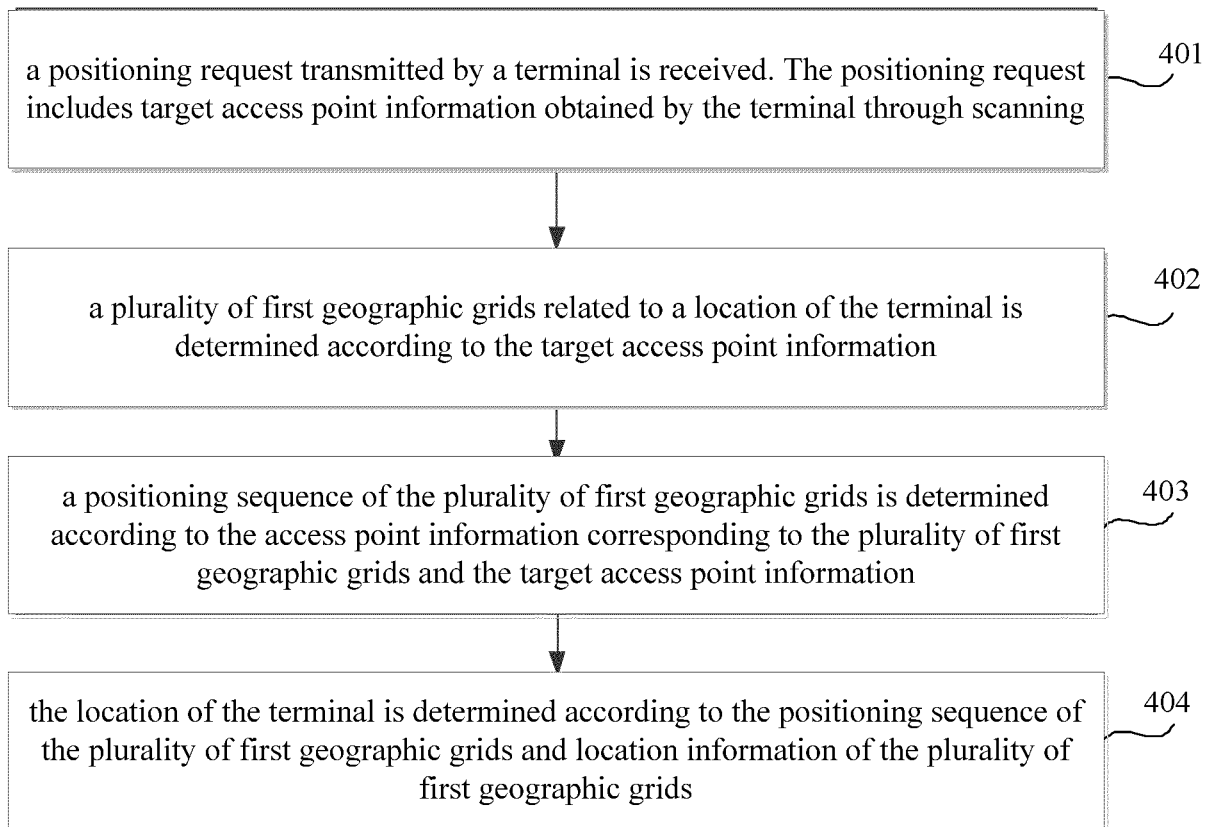 a positioning request transmitted by a terminal is received. The positioning request
includes target access point information obtained by the terminal through scanning
401
a plurality of first geographic grids related to a location of the terminal is
determined according to the target access point information
402
a positioning sequence of the plurality of first geographic grids is determined
according to the access point information corresponding to the plurality of first
geographic grids and the target access point information
403
the location of the terminal is determined according to the positioning sequence of
the plurality of first geographic grids and location information of the plurality of
first geographic grids
404